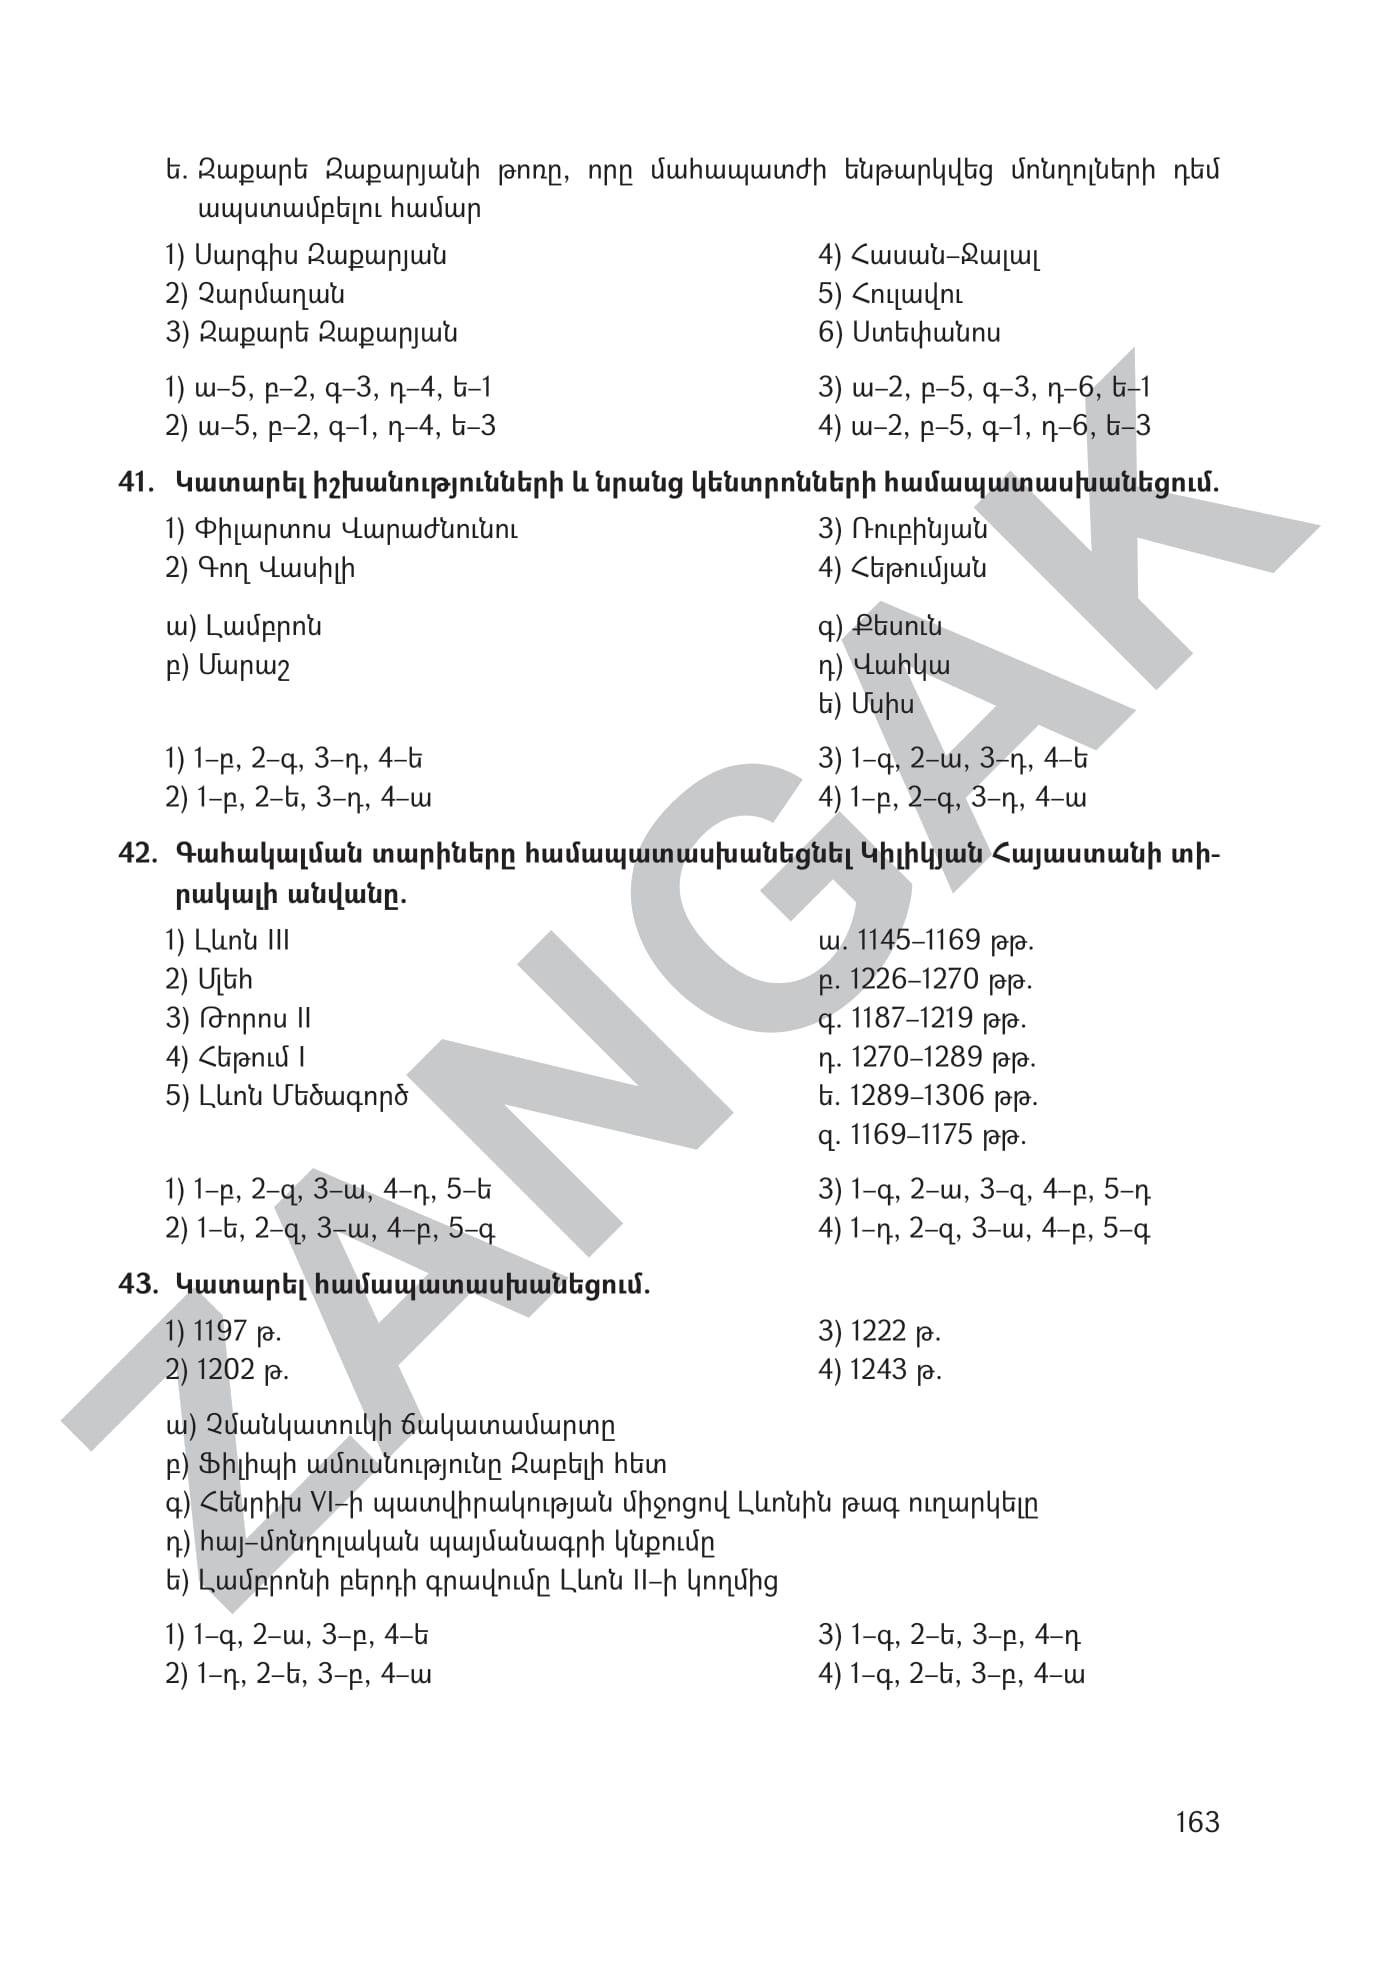 ե. Զաքարե Զաքարյանի թոռը, որը մահապատժի ենթարկվեց մոնղոլների դեմ
ապստամբելու համար
1) Սարգիս Զաքարյան
2) Չարմաղան
3) Զաքարե Զաքարյան
4) Հասան–Ջալալ
5) Հուլավու
6) Ստեփանոս
1) ա–5, բ–2, գ–3, դ–4, ե–1
2) ա–5, բ–2, գ–1, դ–4, ե–3
3) ա–2, բ–5, գ–3, դ–6, ե–1
4) ա–2, բ–5, գ–1, դ–6, ե–3
41. Կատարել իշխանությունների և նրանց կենտրոնների համապատասխանեցում.
1) Փիլարտոս Վարաժնունու
2) Գող Վասիլի
3) Ռուբինյան
4) Հեթումյան
ա) Լամբրոն
բ) Մարաշ
գ) Քեսուն
դ) Վահկա
ե) Մսիս
1) 1–բ, 2–գ, 3–դ, 4–ե
2) 1–բ, 2–ե, 3–դ, 4–ա
3) 1–գ, 2–ա, 3–դ, 4–ե
4) 1–բ, 2–գ, 3–դ, 4–ա
42. Գահակալման տարիները համապատասխանեցնել Կիլիկյան Հայաստանի տի-
րակալի անվանը.
1) Լևոն III
2) Մլեհ
3) Թորոս II
4) Հեթում I
5) Լևոն Մեծագործ
ա. 1145–1169 թթ.
բ. 1226–1270 թթ.
գ. 1187–1219 թթ.
դ. 1270–1289 թթ.
ե. 1289–1306 թթ.
զ. 1169–1175 թթ.
1) 1–բ, 2–զ, 3–ա, 4–դ, 5–ե
2) 1–ե, 2–զ, 3–ա, 4–բ, 5–գ
3) 1–գ, 2–ա, 3–զ, 4–բ, 5–դ
4) 1–դ, 2–զ, 3–ա, 4–բ, 5–գ
43. Կատարել համապատասխանեցում.
1) 1197 թ.
2) 1202 թ.
3) 1222 թ.
4) 1243 թ.
ա) Չմանկատուկի ճակատամարտը
բ) Ֆիլիպի ամուսնությունը Զաբելի հետ
գ) Հենրիխ VI–ի պատվիրակության միջոցով Լևոնին թագ ուղարկելը
դ) հայ–մոնղոլական պայմանագրի կնքումը
ե) Լամբրոնի բերդի գրավումը Լևոն II–ի կողմից
1) 1–գ, 2–ա, 3–բ, 4–ե
2) 1–դ, 2–ե, 3–բ, 4–ա
3) 1–գ, 2–ե, 3–բ, 4–դ
4) 1–գ, 2–ե, 3–բ, 4–ա
163
ZANGAK